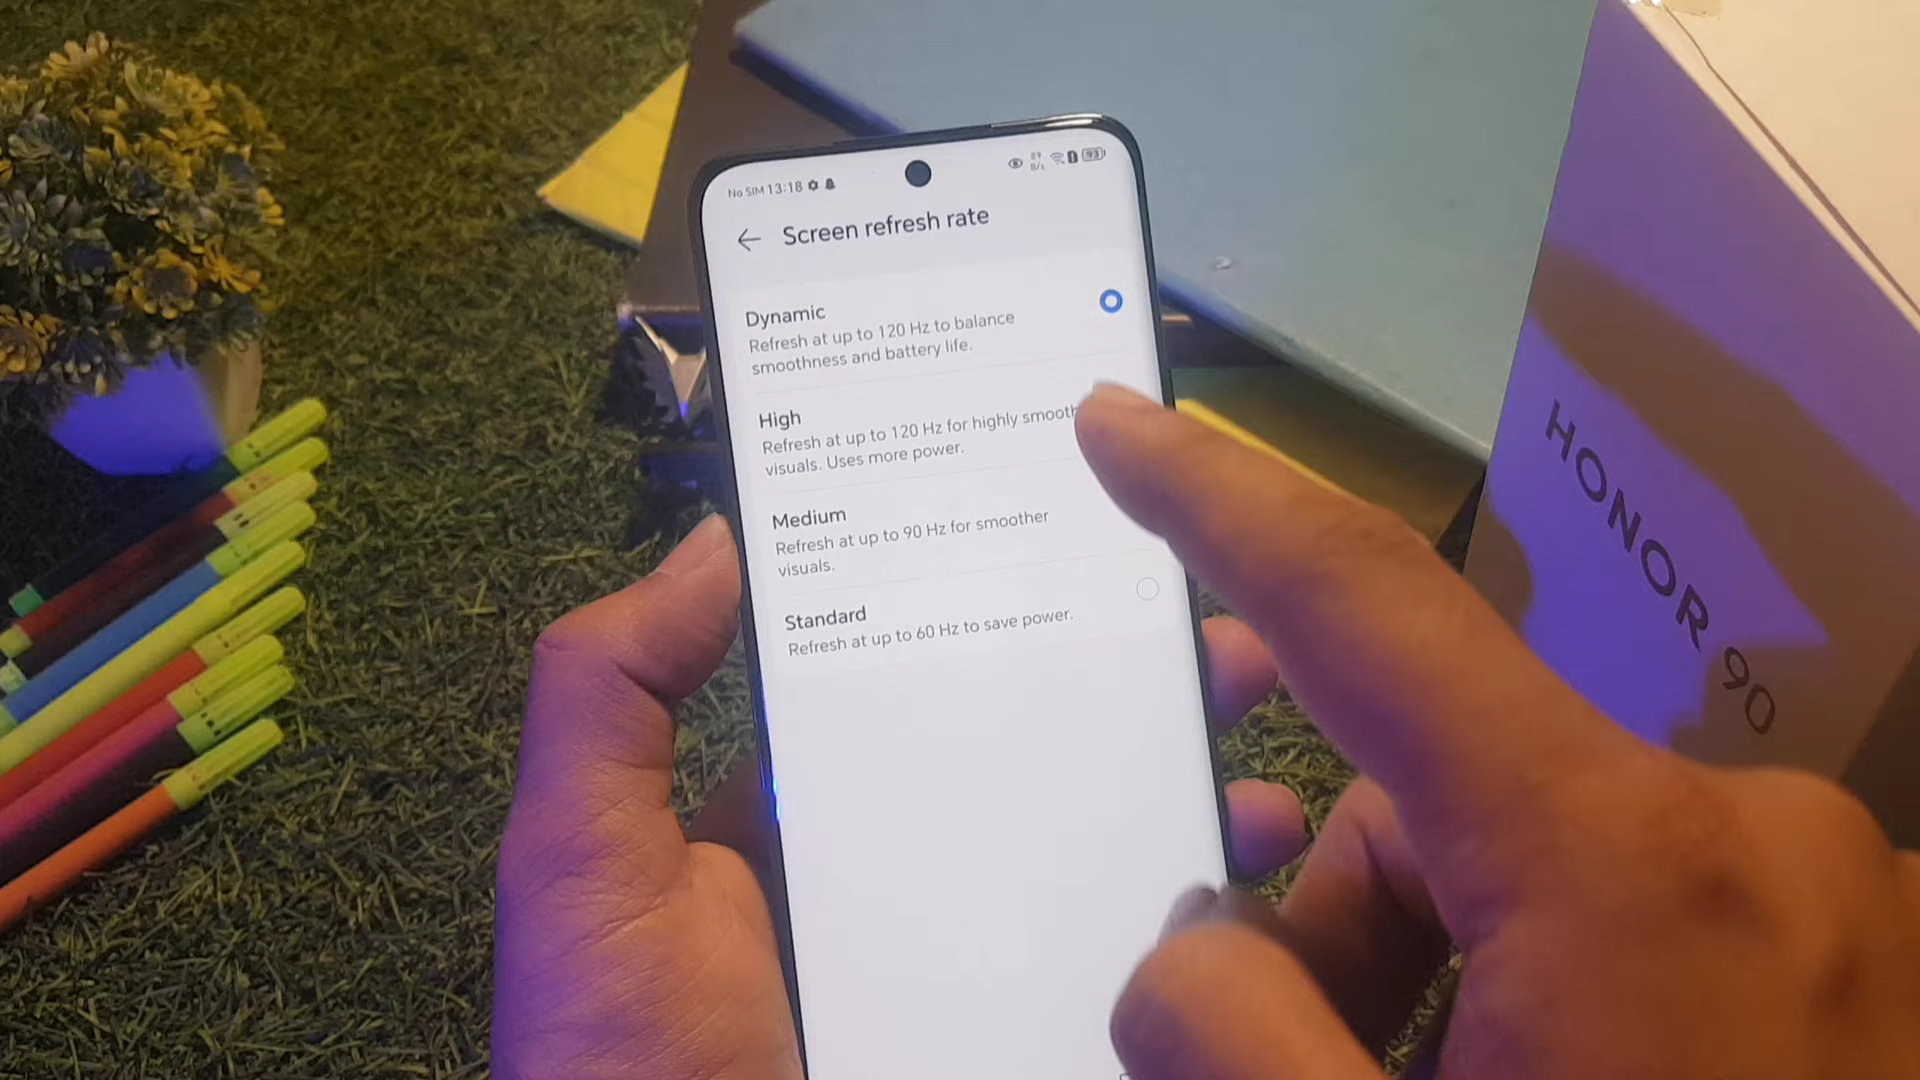 No SIM 13:18
89
B/s
93
Screen refresh rate
Dynamic
Refresh at up to 120 Hz to balance
smoothness and battery life.
High
Refresh at up to 120 Hz for highly smooth
visuals. Uses more power.
Medium
Refresh at up to 90 Hz for smoother
visuals.
Standard
Refresh at up to 60 Hz to save power.
HONOR 90